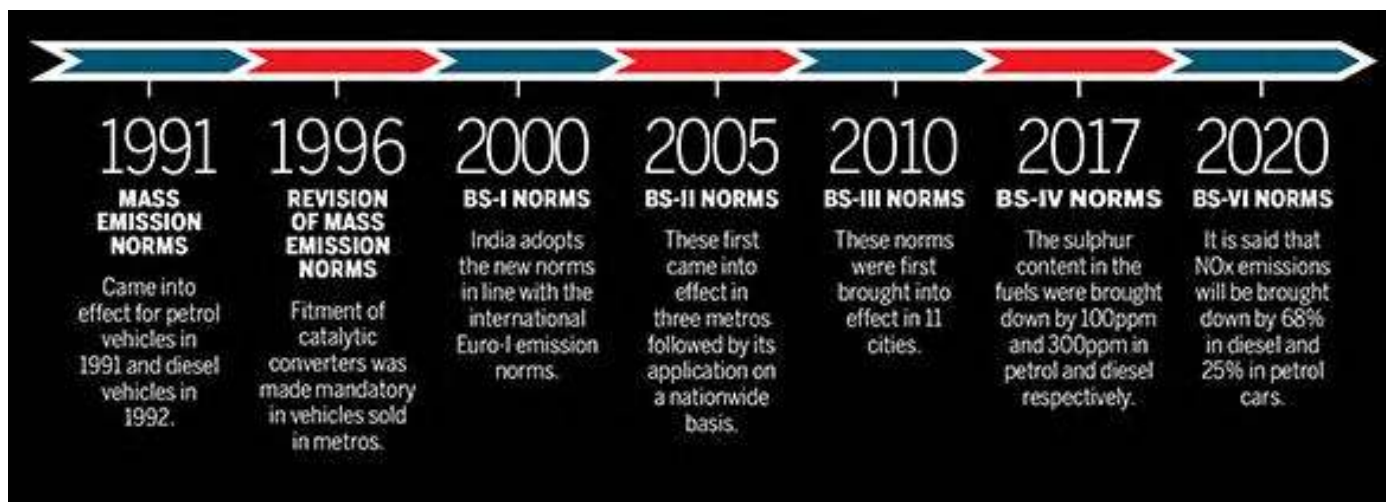 1991
MASS
EMISSION
NORMS
Came into
effect for petrol
vehicles in
1991 and diesel
vehicles in
1992.
1996
REVISION
OF MASS
EMISSION
NORMS
Fitment of
catalytic
converters was
made mandatory
in vehicles sold
in metros.
2000
BS-I NORMS
India adopts
the new norms
in line with the
international
Euro-I emission
norms.
2005
BS-II NORMS
These first
came into
effect in
three metros
followed by its
application on
a nationwide
basis.
2010
BS-III NORMS
These norms
were first
brought into
effect in 11
cities.
2017
BS-IV NORMS
The sulphur
content in the
fuels were brought
down by 100ppm
and 300ppm in
petrol and diesel
respectively.
2020
BS-VI NORMS
It is said that
NOx emissions
will be brought
down by 68%
in diesel and
25% in petrol
cars.